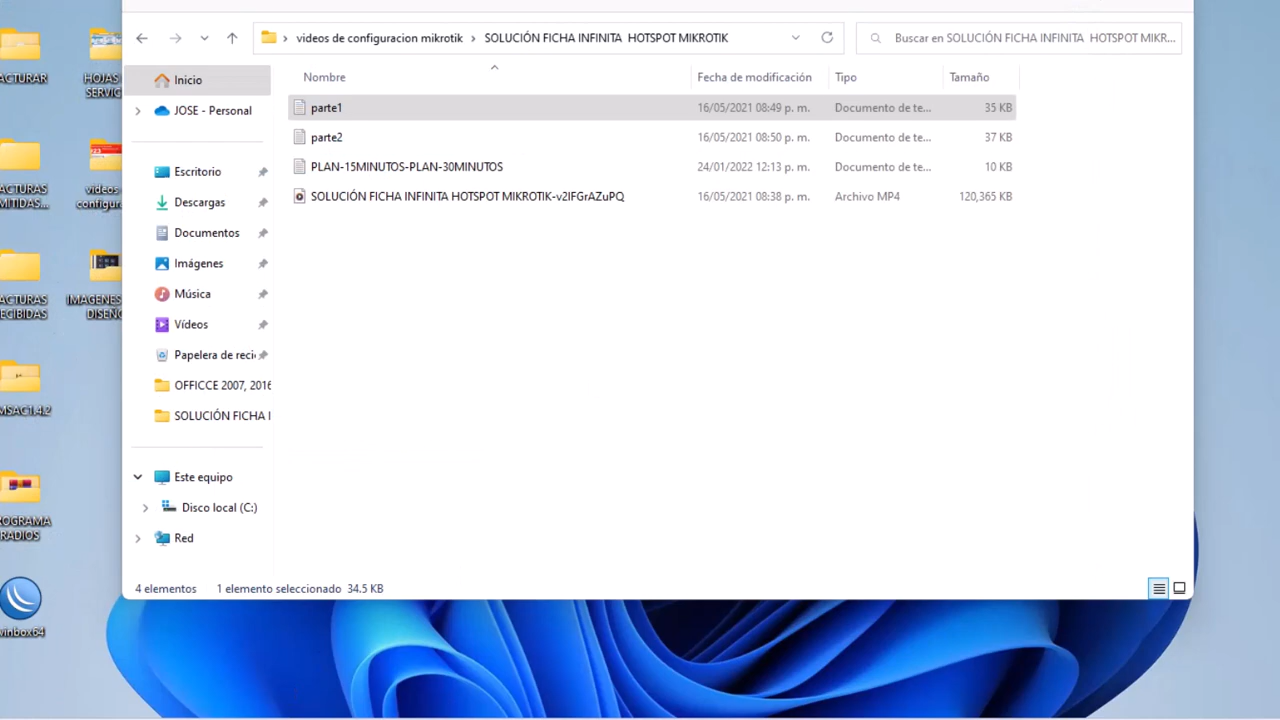 videos de configuracion mikrotik
SOLUCIÓN FICHA INFINITA HOTSPOT MIKROTIK
Buscar en SOLUCIÓN FICHA INFINITA HOTSPOT MIKR...
Nombre
Fecha de modificación
Tipo
Tamaño
parte1
16/05/2021 08:49 p. m.
Documento de te...
35 KB
parte2
16/05/2021 08:50 p. m.
Documento de te...
37 KB
PLAN-15MINUTOS-PLAN-30MINUTOS
24/01/2022 12:13 p. m.
Documento de te...
10 KB
SOLUCIÓN FICHA INFINITA HOTSPOT MIKROTIK-v2IFGrAZuPQ
16/05/2021 08:38 p. m.
Archivo MP4
120,365 KB
Inicio
JOSE - Personal
Escritorio
Descargas
Documentos
Imágenes
Música
Vídeos
Papelera de reci
OFFICCE 2007, 2016
SOLUCIÓN FICHA I
Este equipo
Disco local (C:)
Red
4 elementos
1 elemento seleccionado 34.5 KB
ACTURAR
HOJAS
SERVIC
ACTURAS
MITIDAS...
videos
configur
ACTURAS
ECIBIDAS
IMAGENES
DISEÑO
MSAC1.4.2
ROGRAMA
RADIOS
winbox64